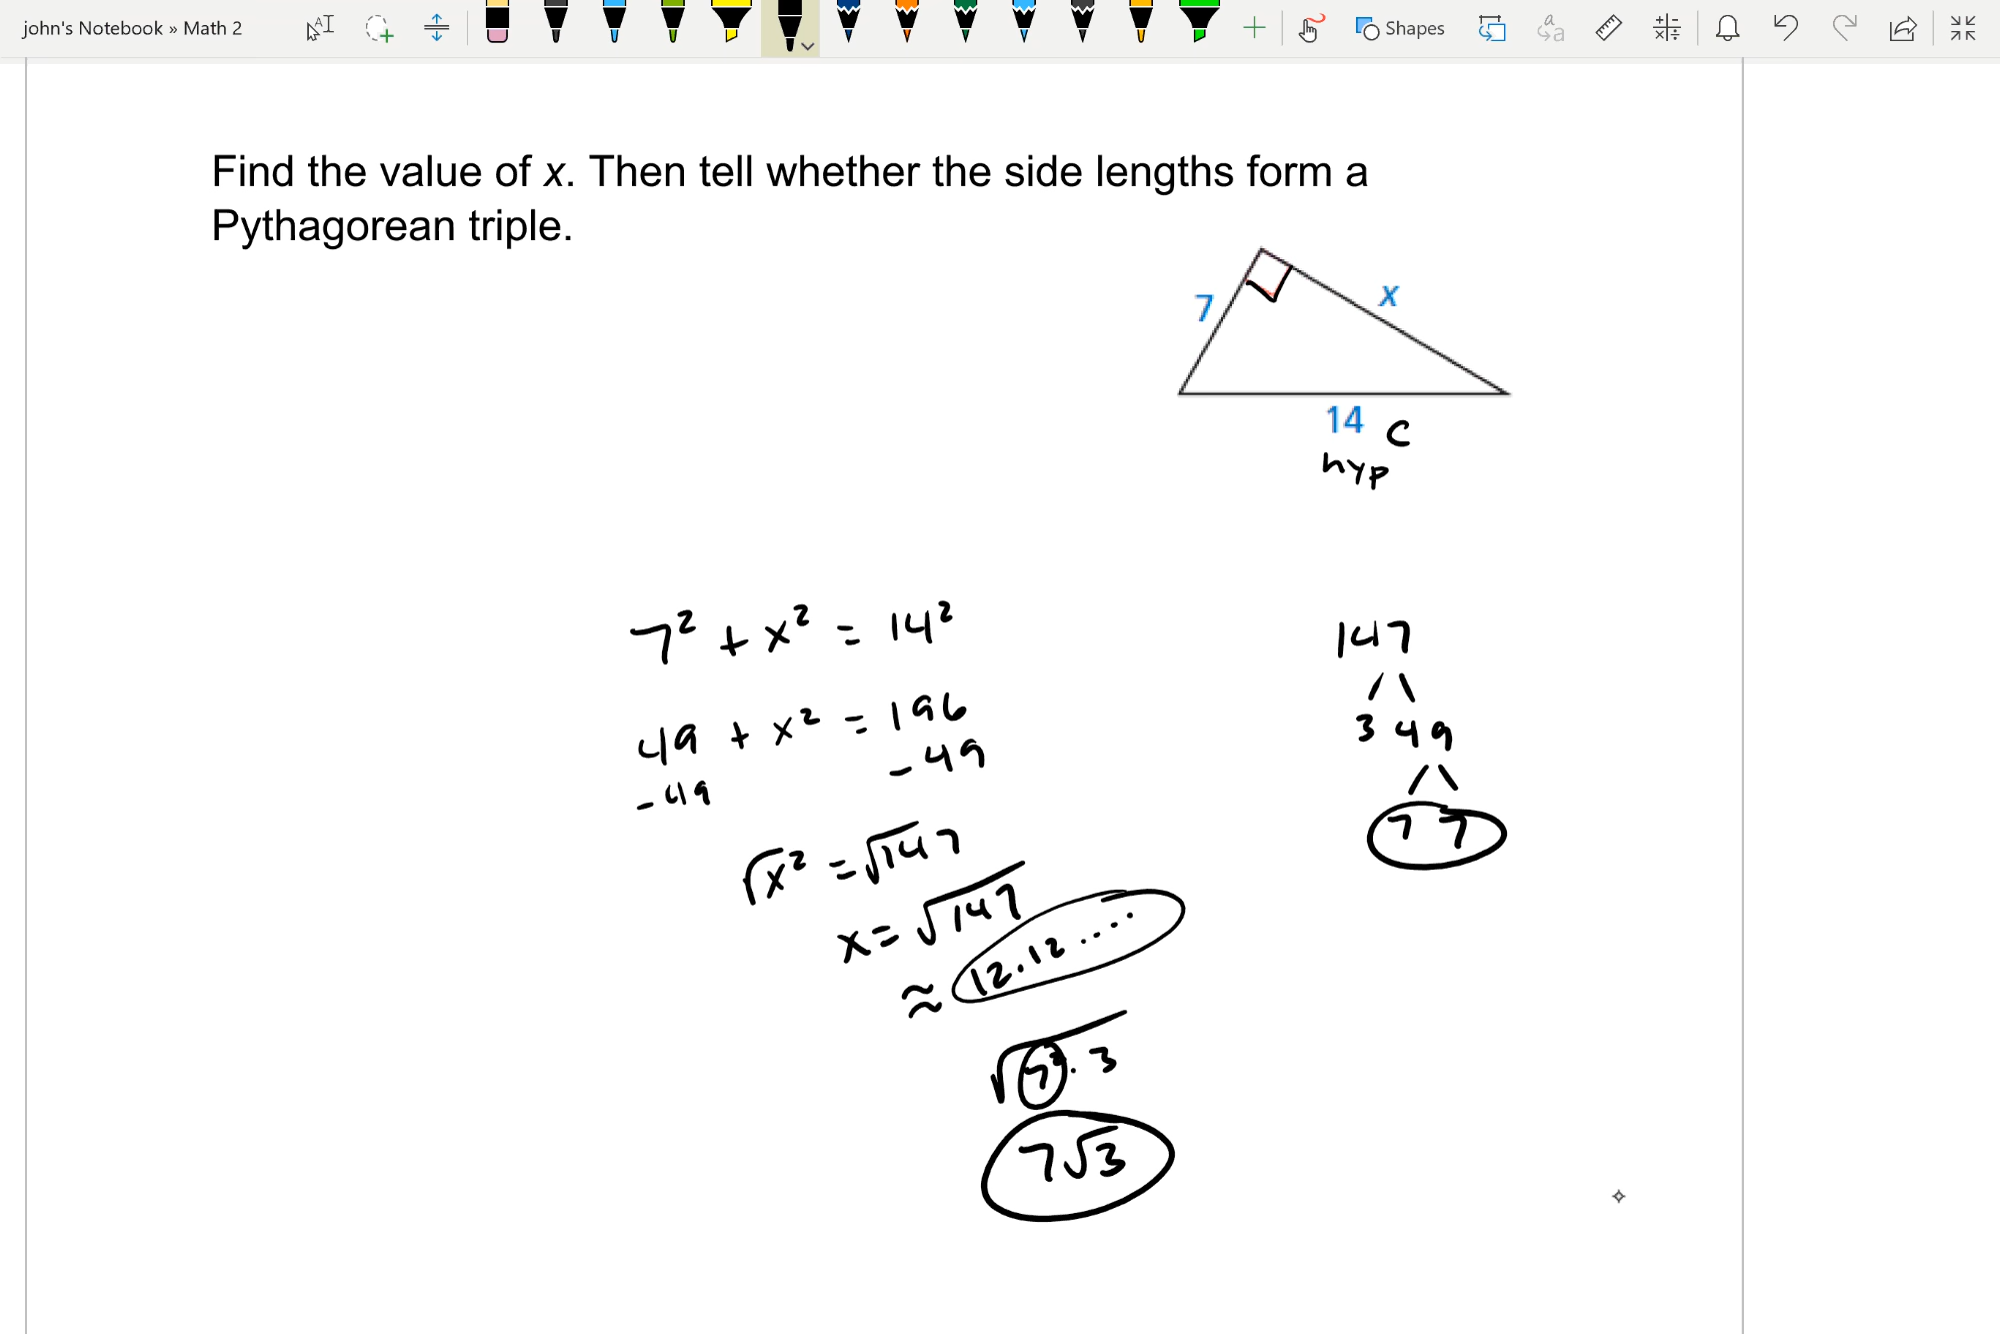 john's Notebook » Math 2
Shapes
Find the value of x. Then tell whether the side lengths form a
Pythagorean triple.
7
x
14 C
hyp
7² + x² = 14²
49 + x² = 196
-49 -49
√x² = √147
x = √147
≈ 12.12 ....
√7² · 3
7√3
147
/ \
3 49
/ \
7 7